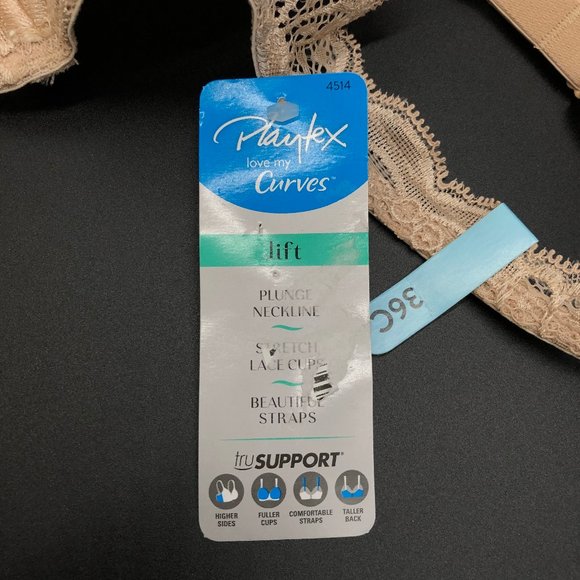 4514
Playtex
love my
Curves™
lift
PLUNGE
NECKLINE
STRETCH
LACE CUPS
BEAUTIFUL
STRAPS
truSUPPORT®
HIGHER
SIDES
FULLER
CUPS
COMFORTABLE
STRAPS
TALLER
BACK
36C